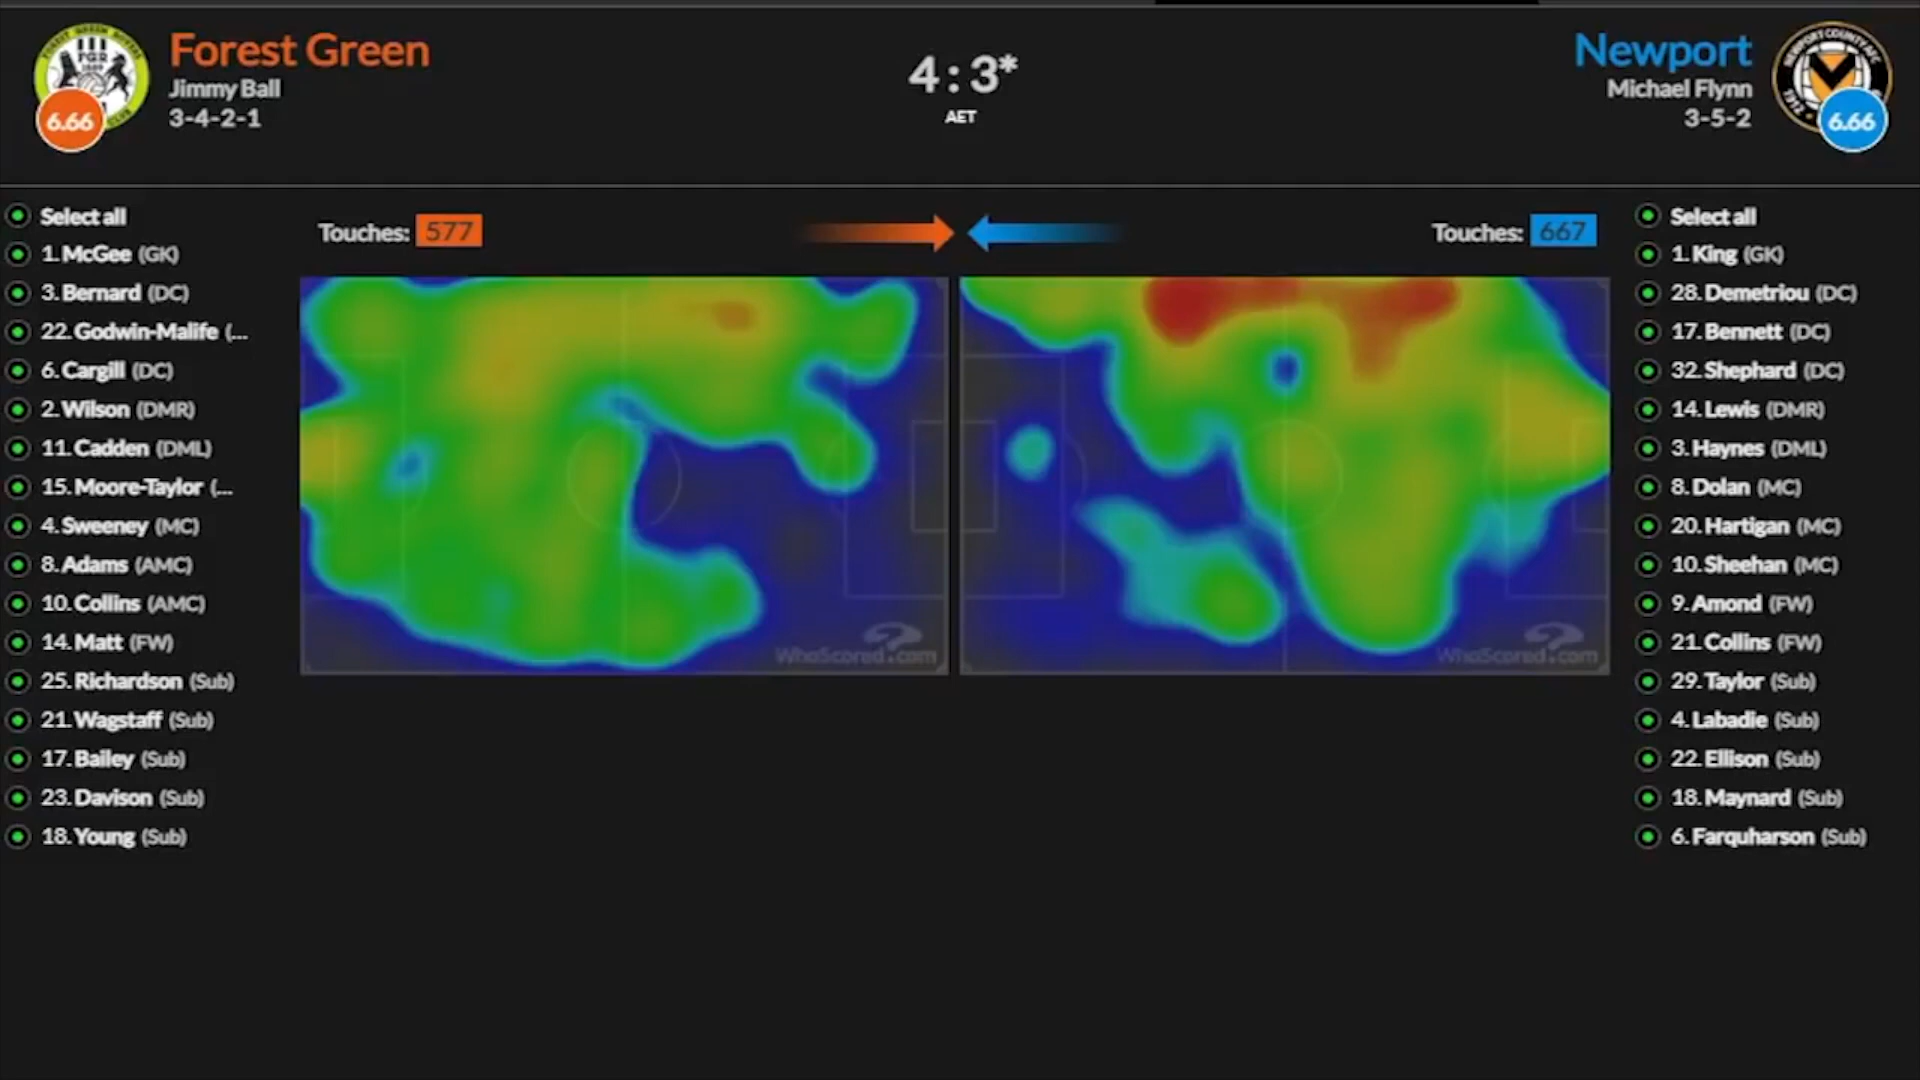 Forest Green
Jimmy Ball
3-4-2-1
6.66
4 : 3*
AET
Newport
Michael Flynn
3-5-2
6.66
Select all
1. McGee (GK)
3. Bernard (DC)
22. Godwin-Malife (...
6. Cargill (DC)
2. Wilson (DMR)
11. Cadden (DML)
15. Moore-Taylor (...
4. Sweeney (MC)
8. Adams (AMC)
10. Collins (AMC)
14. Matt (FW)
25. Richardson (Sub)
21. Wagstaff (Sub)
17. Bailey (Sub)
23. Davison (Sub)
18. Young (Sub)
Touches: 577
Touches: 667
WhoScored.com
WhoScored.com
Select all
1. King (GK)
28. Demetriou (DC)
17. Bennett (DC)
32. Shephard (DC)
14. Lewis (DMR)
3. Haynes (DML)
8. Dolan (MC)
20. Hartigan (MC)
10. Sheehan (MC)
9. Amond (FW)
21. Collins (FW)
29. Taylor (Sub)
4. Labadie (Sub)
22. Ellison (Sub)
18. Maynard (Sub)
6. Farquharson (Sub)